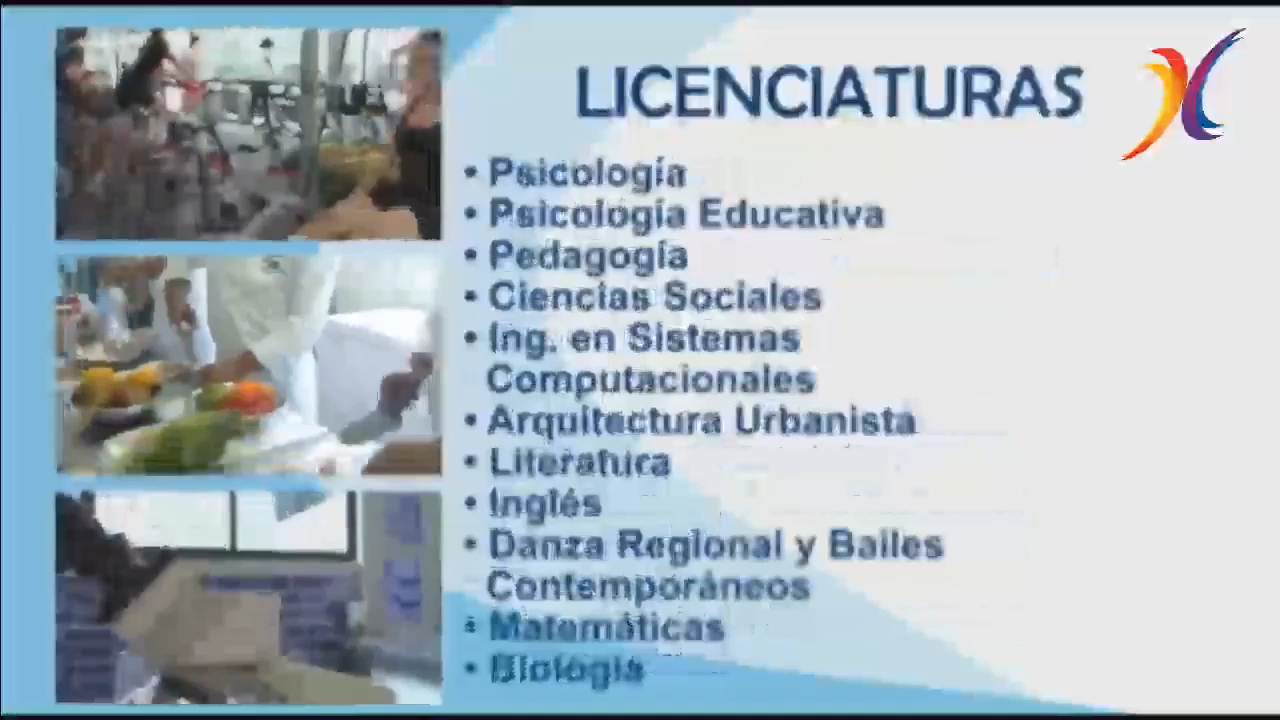 LICENCIATURAS
• Psicología
• Psicología Educativa
• Pedagogía
• Ciencias Sociales
• Ing. en Sistemas
Computacionales
• Arquitectura Urbanista
• Literatura
• Inglés
• Danza Regional y Bailes
Contemporáneos
• Matemáticas
• Biología